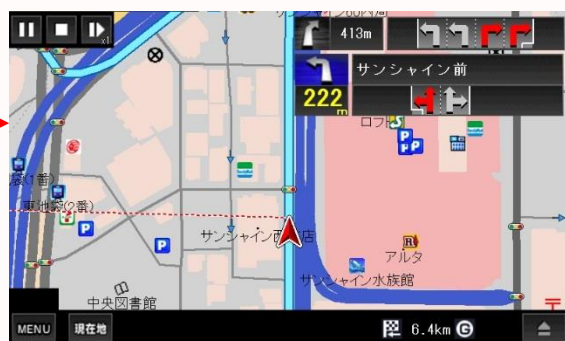 x1
413m
サンシャイン前
222
m
ロフト
東池袋(2番)
P
P
P
P
P
サンシャイン西
店
アルタ
サンシャイン水族館
中央図書館
MENU
現在地
6.4km
G